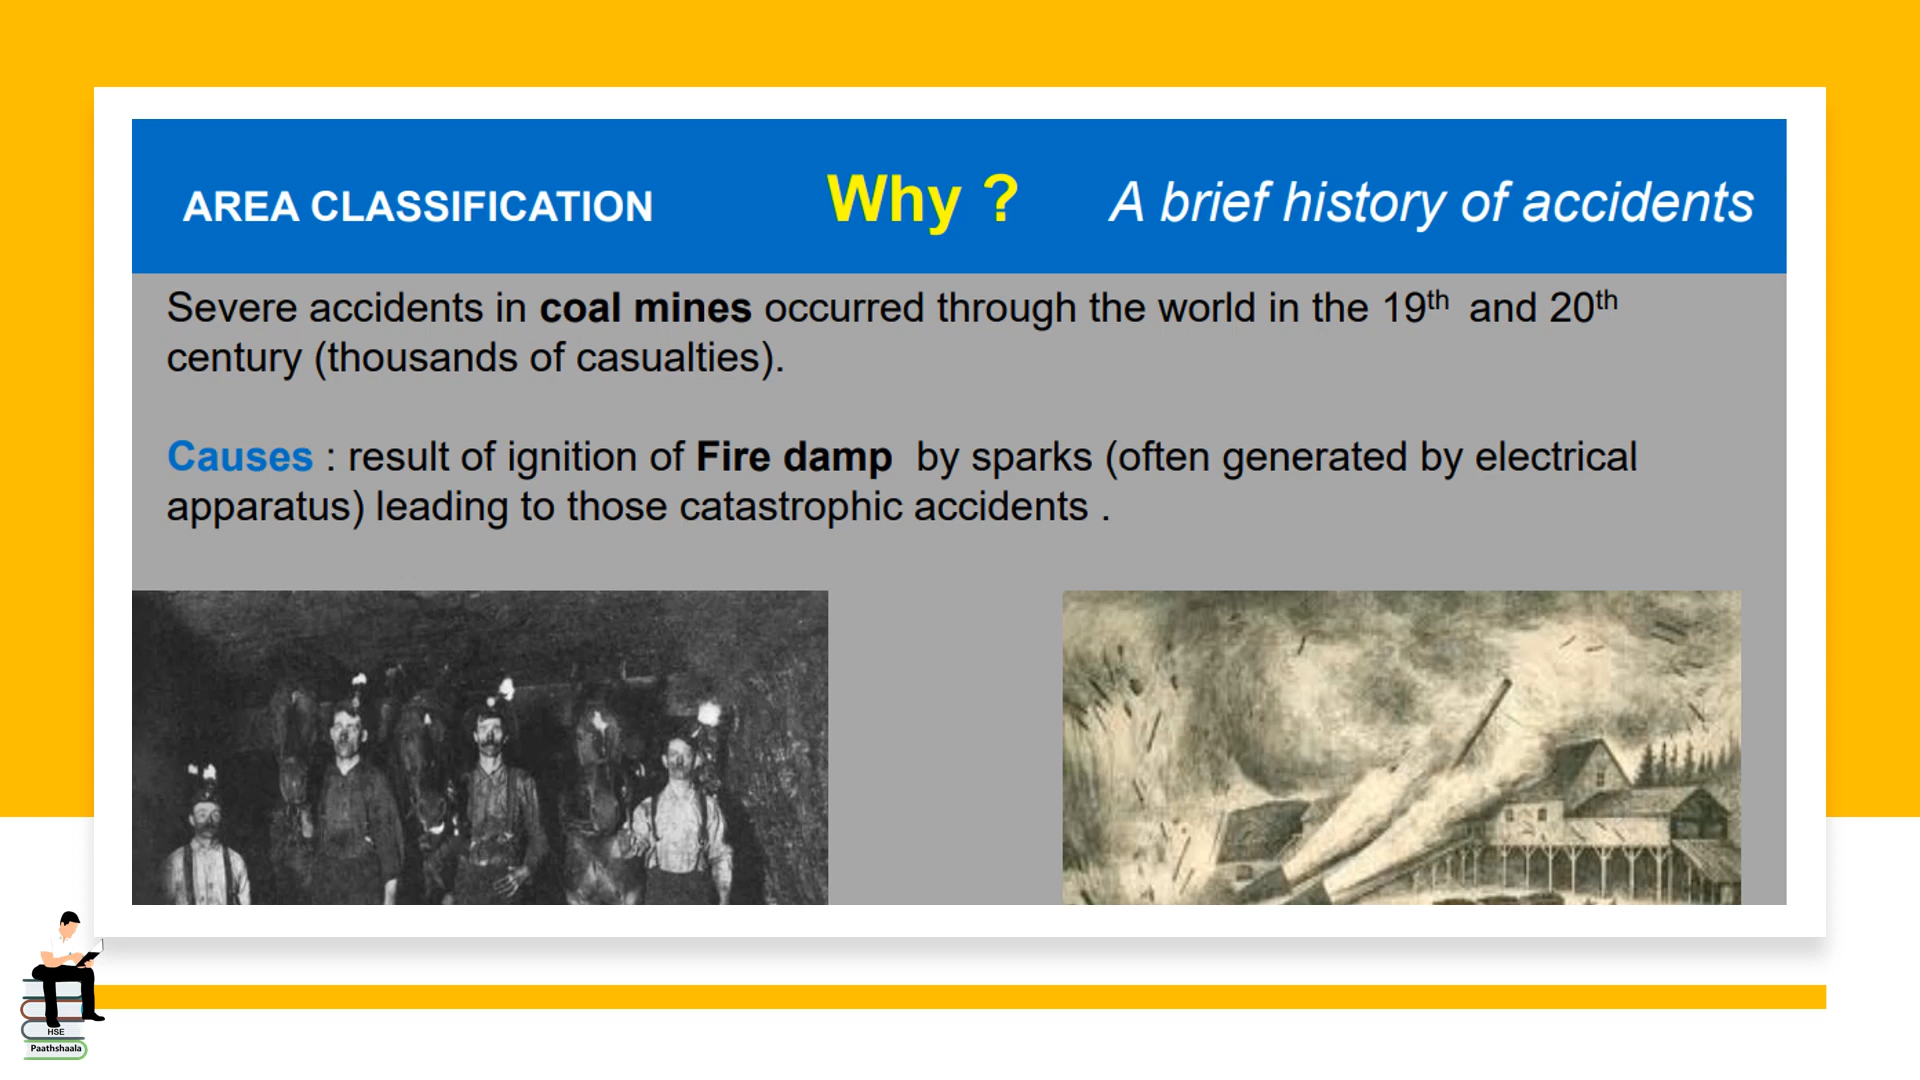 AREA CLASSIFICATION Why ? A brief history of accidents
Severe accidents in coal mines occurred through the world in the 19th and 20th
century (thousands of casualties).
Causes : result of ignition of Fire damp by sparks (often generated by electrical
apparatus) leading to those catastrophic accidents .
HSE
Paathshaala